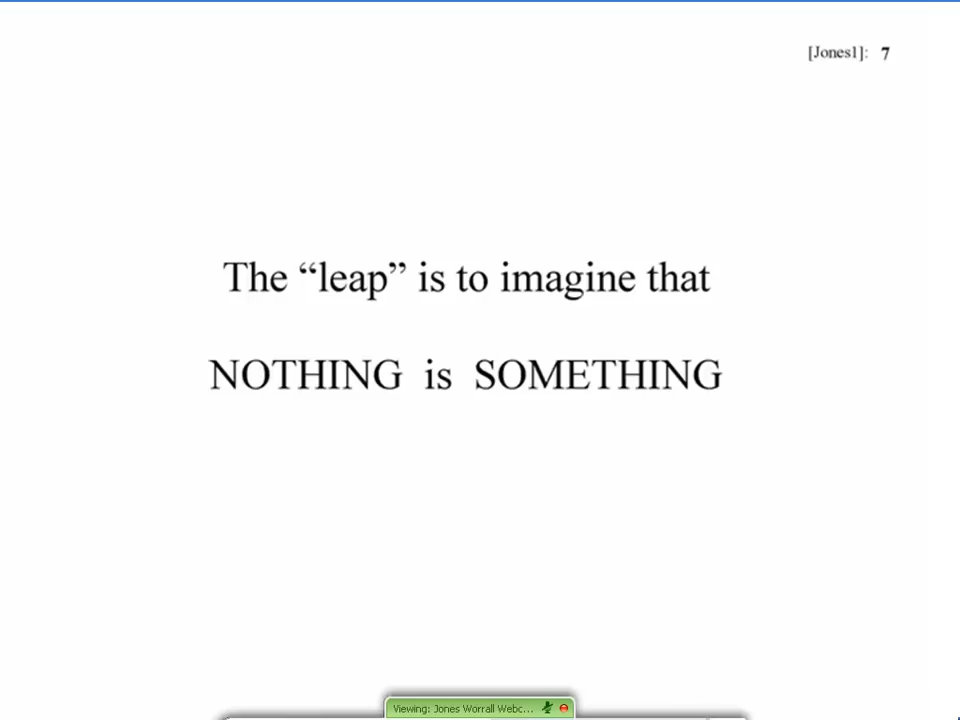 [Jones1]: 7
The “leap” is to imagine that
NOTHING is SOMETHING
Viewing: Jones Worrall Webc...